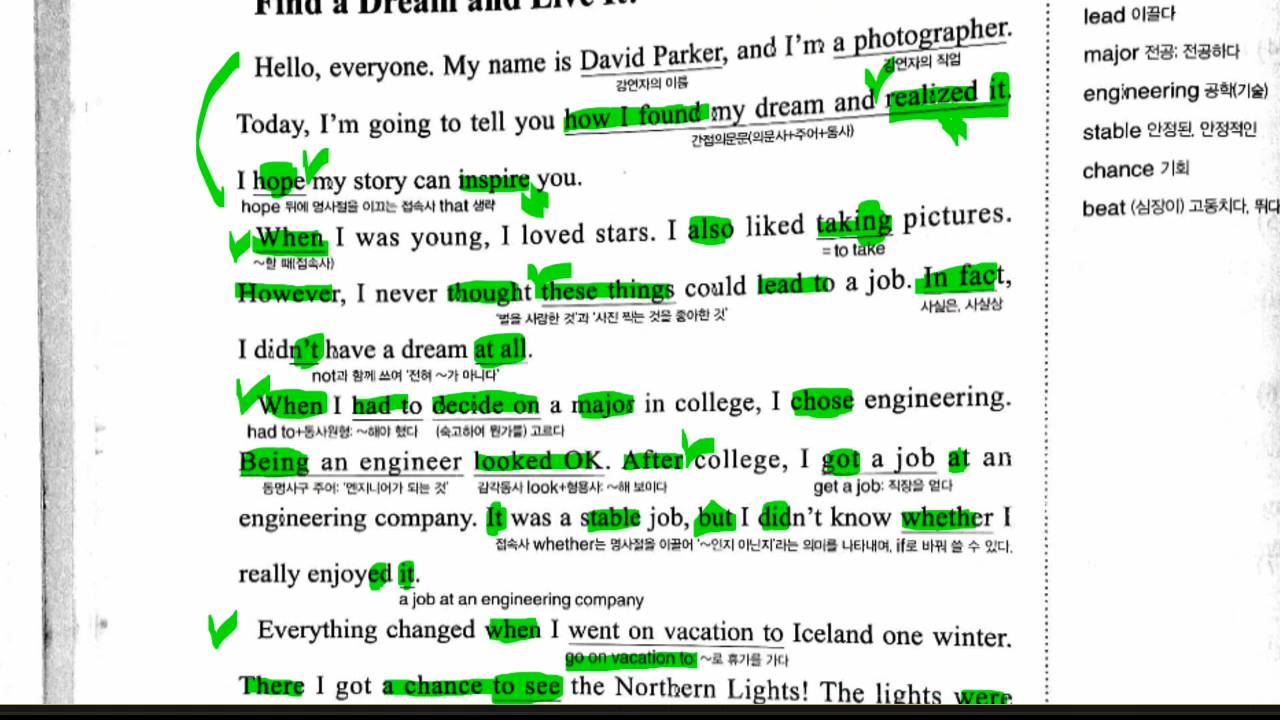 Find a Dream and Live It!
Hello, everyone. My name is David Parker, and I'm a photographer.
강연자의 이름
강연자의 직업
Today, I'm going to tell you how I found my dream and realized it.
간접의문문(의문사+주어+동사)
I hope my story can inspire you.
hope 뒤에 명사절을 이끄는 접속사 that 생략
When I was young, I loved stars. I also liked taking pictures.
~할 때(접속사)
= to take
However, I never thought these things could lead to a job. In fact,
'별을 사랑한 것'과 '사진 찍는 것을 좋아한 것'
사실은, 사실상
I didn't have a dream at all.
not과 함께 쓰여 '전혀 ~가 아니다'
When I had to decide on a major in college, I chose engineering.
had to+동사원형: ~해야 했다
(숙고하여 뭔가를) 고르다
Being an engineer looked OK. After college, I got a job at an
동명사구 주어: '엔지니어가 되는 것'
감각동사 look+형용사: ~해 보이다
get a job: 직장을 얻다
engineering company. It was a stable job, but I didn't know whether I
접속사 whether는 명사절을 이끌어 '~인지 아닌지'라는 의미를 나타내며, if로 바꿔 쓸 수 있다.
really enjoyed it.
a job at an engineering company
Everything changed when I went on vacation to Iceland one winter.
go on vacation to: ~로 휴가를 가다
There I got a chance to see the Northern Lights! The lights were
lead 이끌다
major 전공; 전공하다
engineering 공학(기술)
stable 안정된, 안정적인
chance 기회
beat (심장이) 고동치다, 뛰다